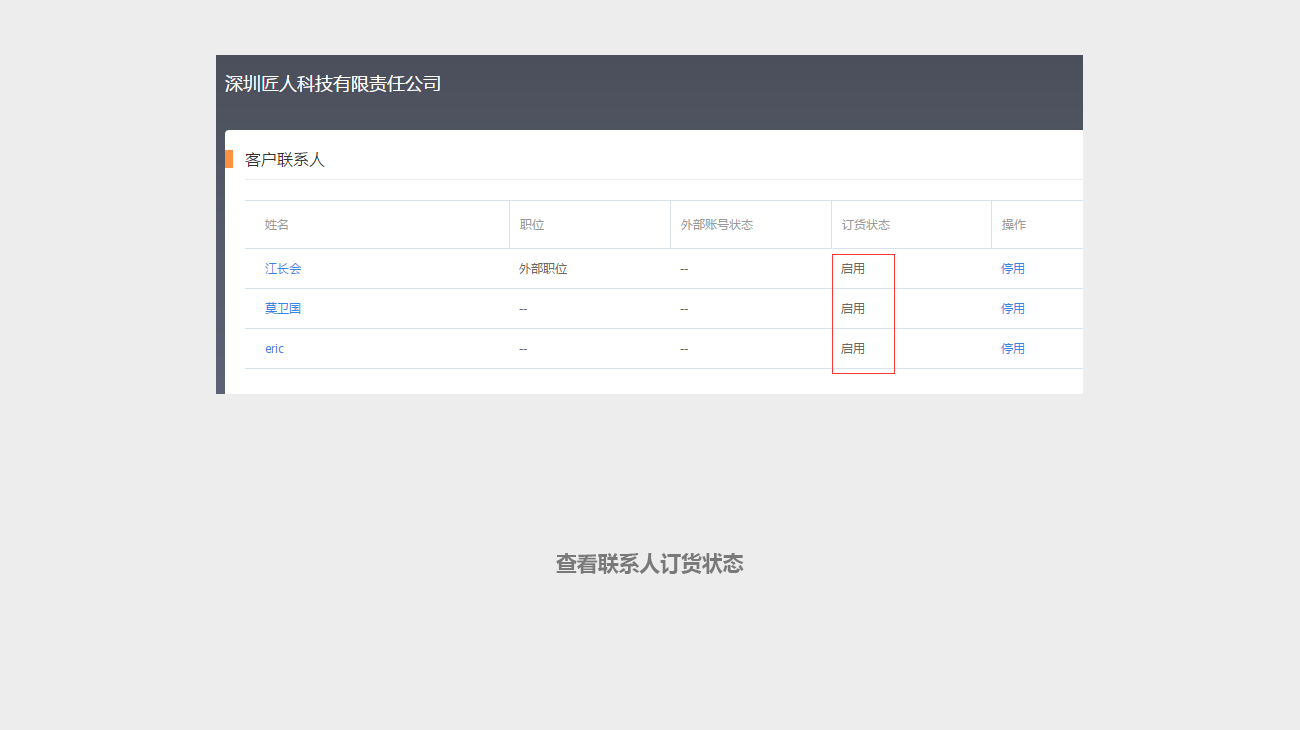 深圳匠人科技有限责任公司
客户联系人
姓名 职位 外部账号状态 订货状态 操作
江长会 外部职位 -- 启用 停用
莫卫国 -- -- 启用 停用
eric -- -- 启用 停用
查看联系人订货状态